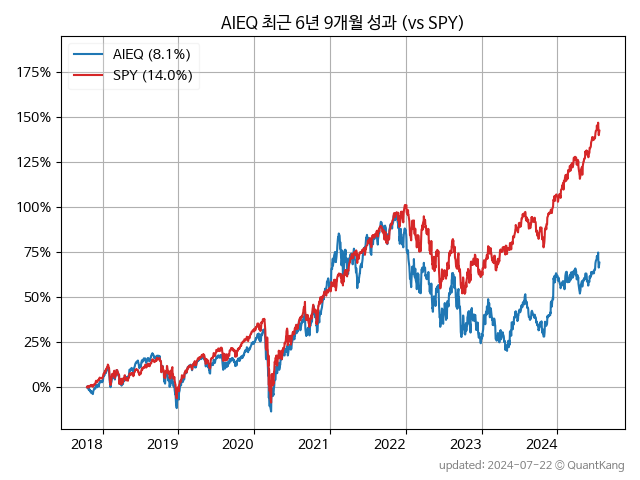 AIEQ 최근 6년 9개월 성과 (vs SPY)
AIEQ (8.1%)
SPY (14.0%)
175%
150%
125%
100%
75%
50%
25%
0%
2018 2019 2020 2021 2022 2023 2024
updated: 2024-07-22 © QuantKang